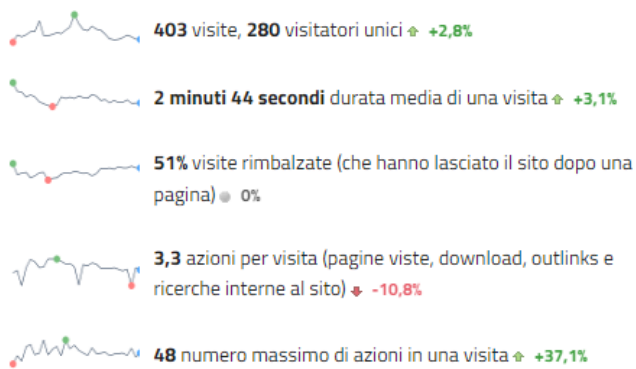 403 visite, 280 visitatori unici +2,8%
2 minuti 44 secondi durata media di una visita +3,1%
51% visite rimbalzate (che hanno lasciato il sito dopo una
pagina) 0%
3,3 azioni per visita (pagine viste, download, outlinks e
ricerche interne al sito) -10,8%
48 numero massimo di azioni in una visita +37,1%